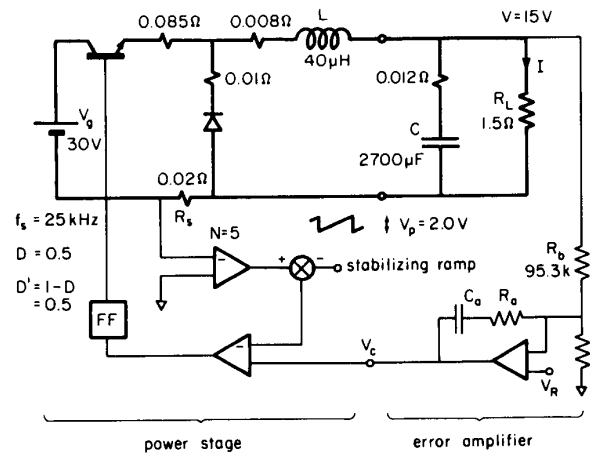 0.085Ω
0.008Ω
L
40μH
V=15V
0.01Ω
0.012Ω
I
V_g
30V
C
2700μF
R_L
1.5Ω
0.02Ω
R_s
f_s = 25kHz
D = 0.5
D' = 1-D
= 0.5
N=5
V_p = 2.0V
stabilizing ramp
R_b
95.3k
C_a
R_a
FF
V_c
V_R
power stage
error amplifier